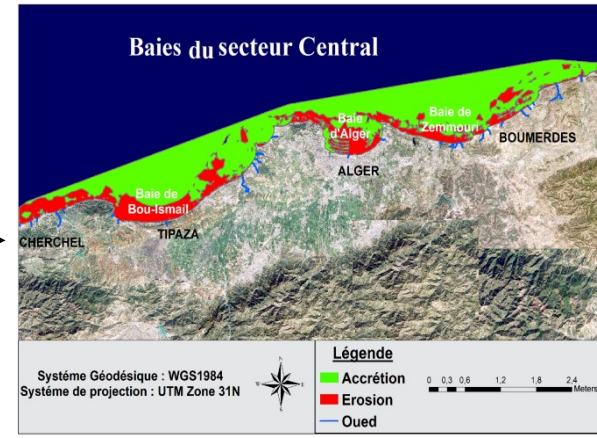 Baies du secteur Central
Baie de
Bou-Ismail
Baie
d'Alger
Baie de
Zemmouri
BOUMERDES
ALGER
TIPAZA
CHERCHEL
Systéme Géodésique : WGS1984
Systéme de projection : UTM Zone 31N
Légende
Accrétion
Erosion
Oued
0 0,3 0,6 1,2 1,8 2,4
Meters